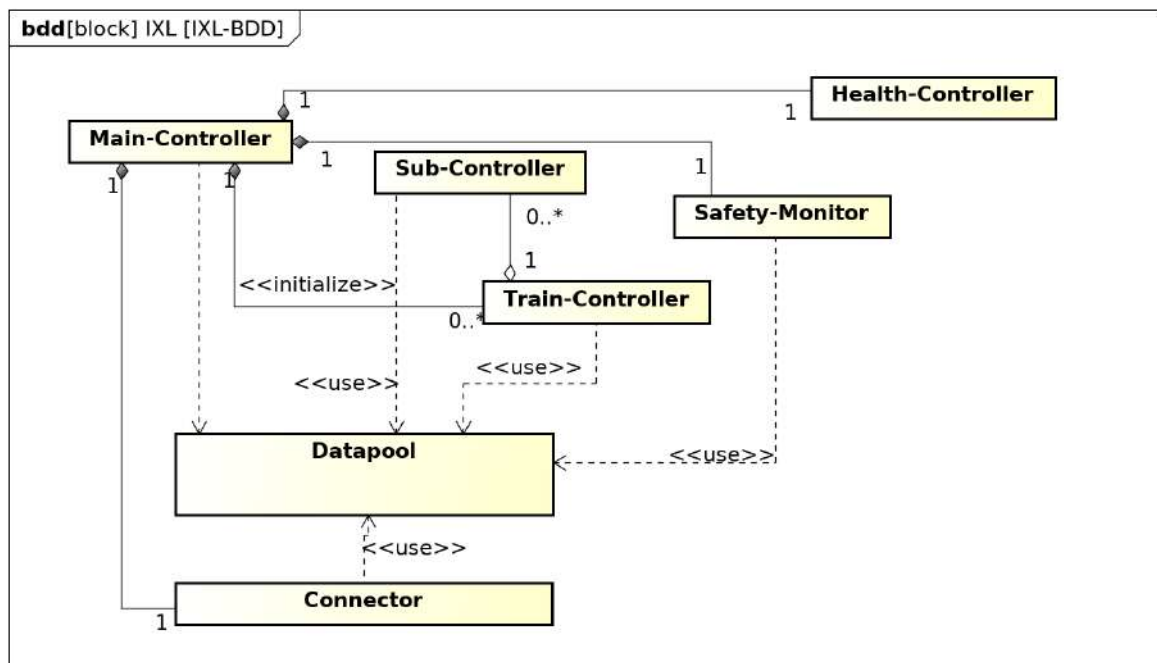 bdd[block] IXL [IXL-BDD]
Health-Controller
1
1
Main-Controller
1
1
Sub-Controller
1
1
0..*
Safety-Monitor
1
<<initialize>>
Train-Controller
0..*
<<use>>
<<use>>
Datapool
<<use>>
<<use>>
Connector
1